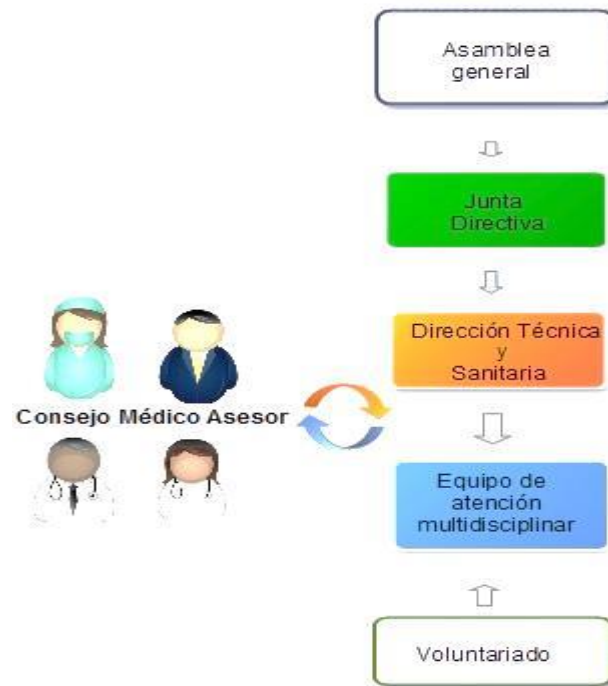 Asamblea
general
Junta
Directiva
Dirección Técnica
y
Sanitaria
Consejo Médico Asesor
Equipo de
atención
multidisciplinar
Voluntariado